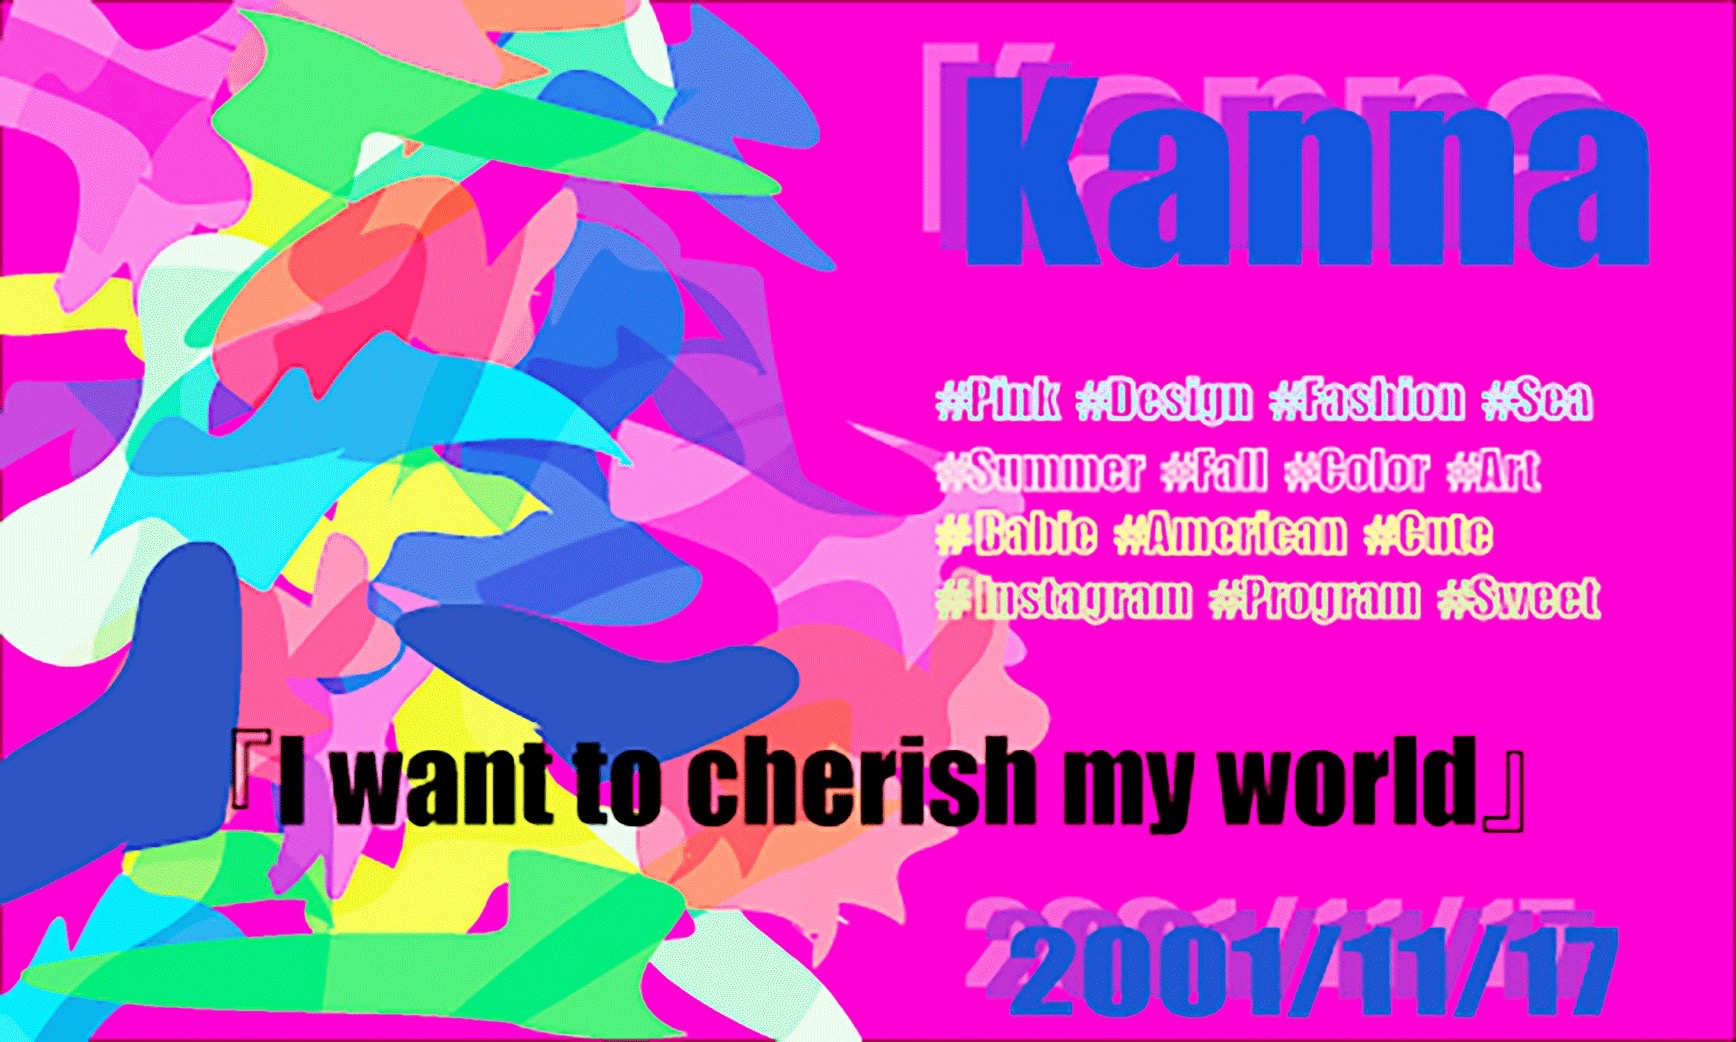 Kanna
#Pink #Design #Fashion #Sea
#Summer #Fall #Color #Art
#Babie #American #Cute
#Instagram #Program #Sweet
『I want to cherish my world』
2001/11/17